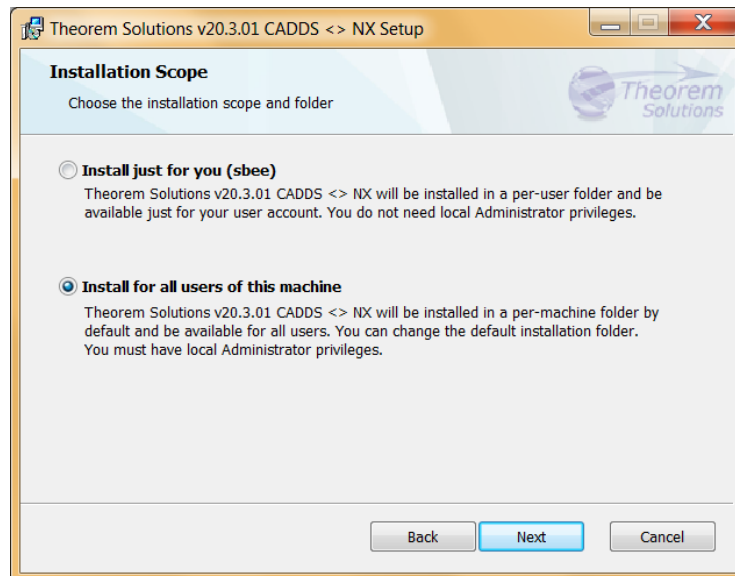 Theorem Solutions v20.3.01 CADDS <> NX Setup
Installation Scope
Choose the installation scope and folder
Theorem
Solutions
Install just for you (sbee)
Theorem Solutions v20.3.01 CADDS <> NX will be installed in a per-user folder and be
available just for your user account. You do not need local Administrator privileges.
Install for all users of this machine
Theorem Solutions v20.3.01 CADDS <> NX will be installed in a per-machine folder by
default and be available for all users. You can change the default installation folder.
You must have local Administrator privileges.
Back
Next
Cancel